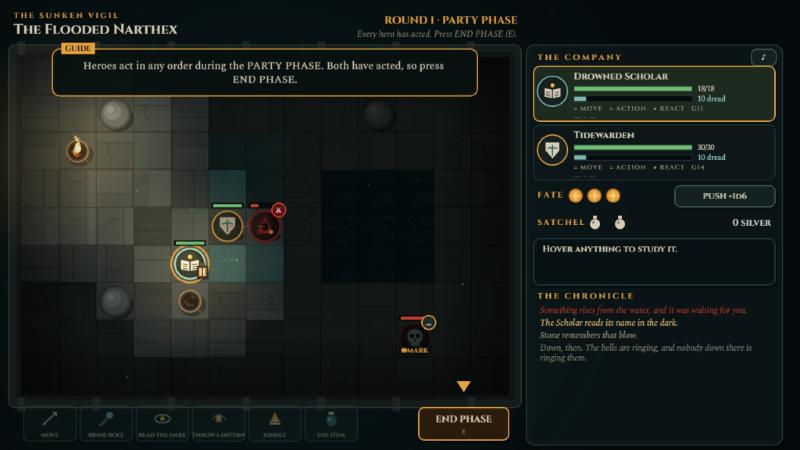 THE SUNKEN VIGIL
THE FLOODED NARTHEX
ROUND 1 · PARTY PHASE
Every hero has acted. Press END PHASE (E).
GUIDE
Heroes act in any order during the PARTY PHASE. Both have acted, so press
END PHASE.
THE COMPANY
DROWNED SCHOLAR
18/18
10 dread
MOVE ACTION REACT G11
TIDEWARDEN
30/30
10 dread
MOVE ACTION REACT G14
FATE
PUSH +1D6
SATCHEL
0 SILVER
HOVER ANYTHING TO STUDY IT.
THE CHRONICLE
Something rises from the water, and it was waiting for you.
The Scholar reads its name in the dark.
Stone remembers that blow.
Down, then. The bells are ringing, and nobody down there is
ringing them.
MARK
MOVE
BRINE BOLT
READ THE DARK
THROW LANTERN
KINDLE
USE ITEM
END PHASE
E